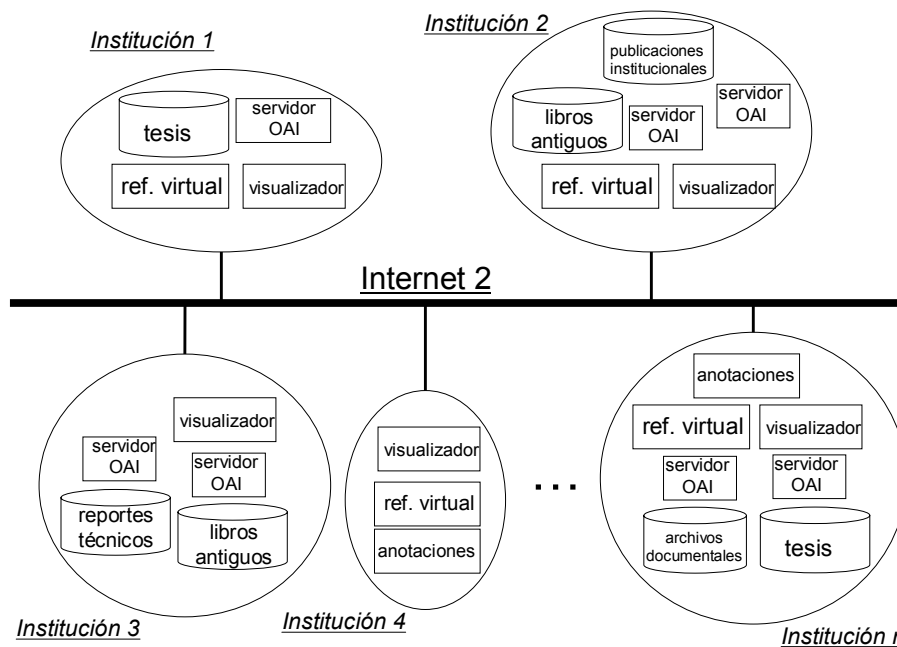 Institución 1
tesis
servidor
OAI
ref. virtual
visualizador
Institución 2
publicaciones
institucionales
libros
antiguos
servidor
OAI
servidor
OAI
ref. virtual
visualizador
Internet 2
visualizador
servidor
OAI
servidor
OAI
reportes
técnicos
libros
antiguos
Institución 3
visualizador
ref. virtual
anotaciones
Institución 4
...
anotaciones
ref. virtual
visualizador
servidor
OAI
servidor
OAI
archivos
documentales
tesis
Institución n